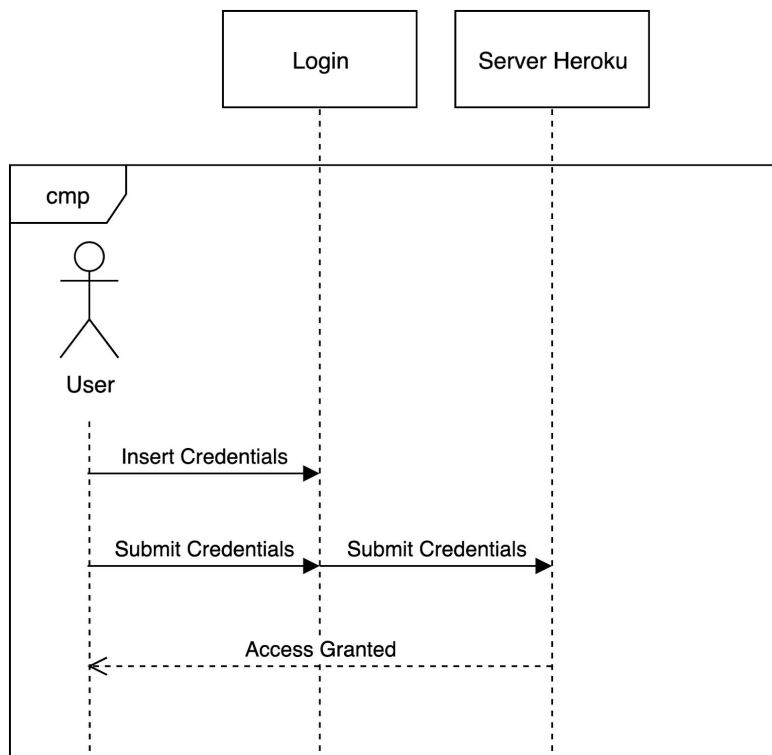 Login
Server Heroku
cmp
User
Insert Credentials
Submit Credentials
Submit Credentials
Access Granted